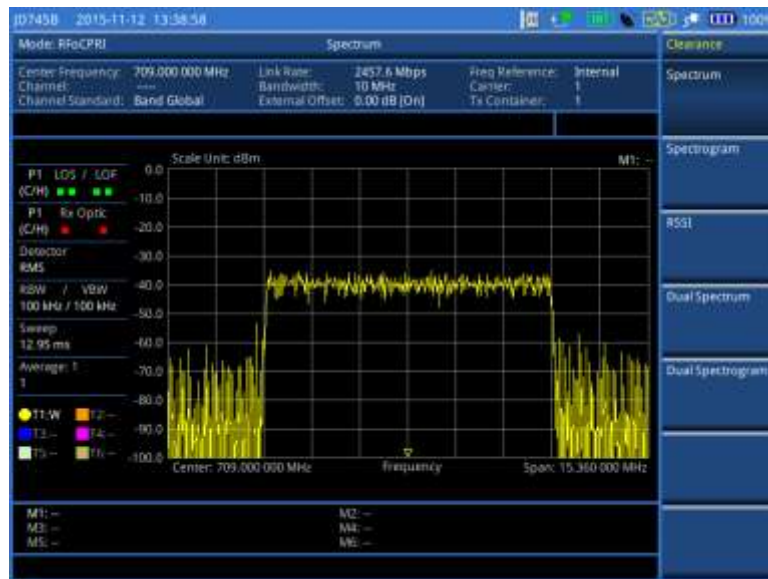 JD745B 2015-11-12 13:38:58 100%
Mode: RFoCPRI Spectrum Clearance
Center Frequency: 709.000 000 MHz Link Rate: 2457.6 Mbps Freq Reference: Internal
Channel: ---- Bandwidth: 10 MHz Carrier: 1
Channel Standard: Band Global External Offset: 0.00 dB [On] Tx Container: 1
Spectrum
Spectrogram
RSSI
Dual Spectrum
Dual Spectrogram
Scale Unit: dBm M1: --
P1 LOS / LOF
(C/H)
P1 Rx Optic
(C/H)
Detector
RMS
RBW / VBW
100 kHz / 100 kHz
Sweep
12.95 ms
Average: 1
1
T1:W T2:--
T3:-- T4:--
T5:-- T6:--
0.0
-10.0
-20.0
-30.0
-40.0
-50.0
-60.0
-70.0
-80.0
-90.0
-100.0
Center: 709.000 000 MHz Frequency Span: 15.360 000 MHz
M1: -- M2: --
M3: -- M4: --
M5: -- M6: --